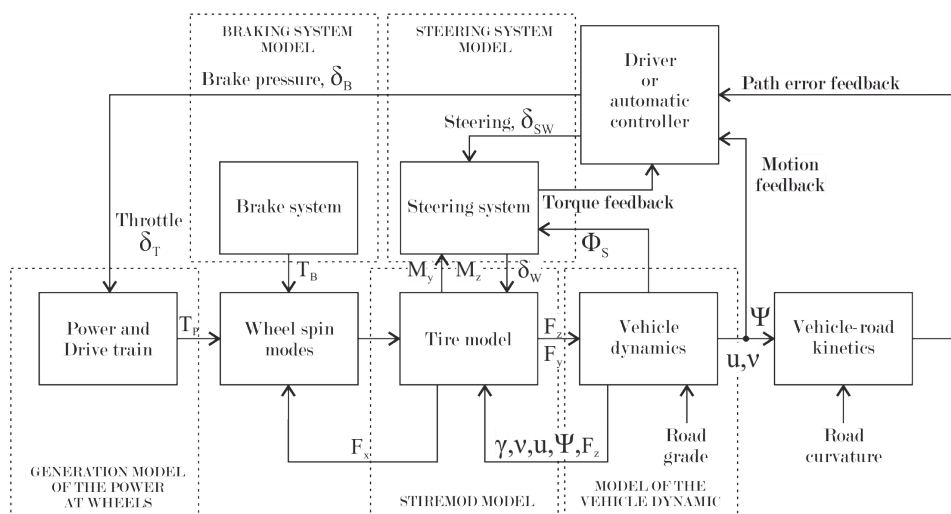 BRAKING SYSTEM
MODEL
STEERING SYSTEM
MODEL
Driver
or
automatic
controller
Brake pressure, δB
Path error feedback
Steering, δSW
Motion
feedback
Brake system
Steering system
Torque feedback
Throttle
δT
ΦS
TB
My Mz
δW
Power and
Drive train
TP
Wheel spin
modes
Tire model
Fz
Fy
Vehicle
dynamics
Ψ
u,ν
Vehicle-road
kinetics
Fx
γ,ν,u,Ψ,Fz
Road
grade
Road
curvature
GENERATION MODEL
OF THE POWER
AT WHEELS
STIREMOD MODEL
MODEL OF THE
VEHICLE DYNAMIC